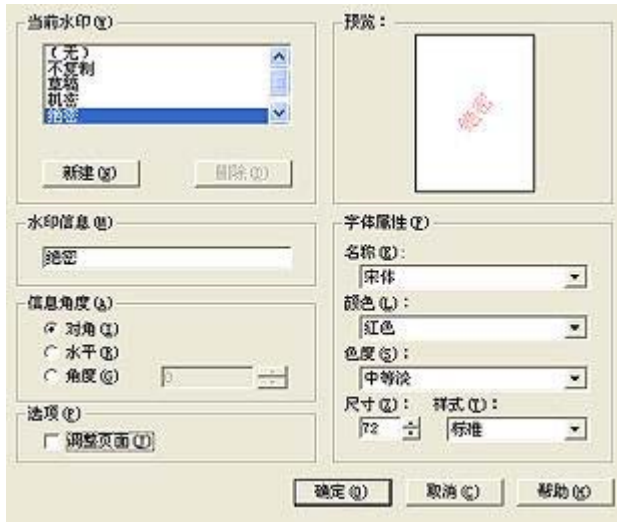 当前水印(W)
(无)
不复制
草稿
机密
绝密
新建(N)
删除(D)
水印信息(M)
绝密
信息角度(A)
对角(I)
水平(R)
角度(G)
0
选项(P)
调整页面(J)
预览:
绝密
字体属性(F)
名称(E):
宋体
颜色(L):
红色
色度(S):
中等淡
尺寸(Z): 样式(T):
72 标准
确定(O) 取消(C) 帮助(H)